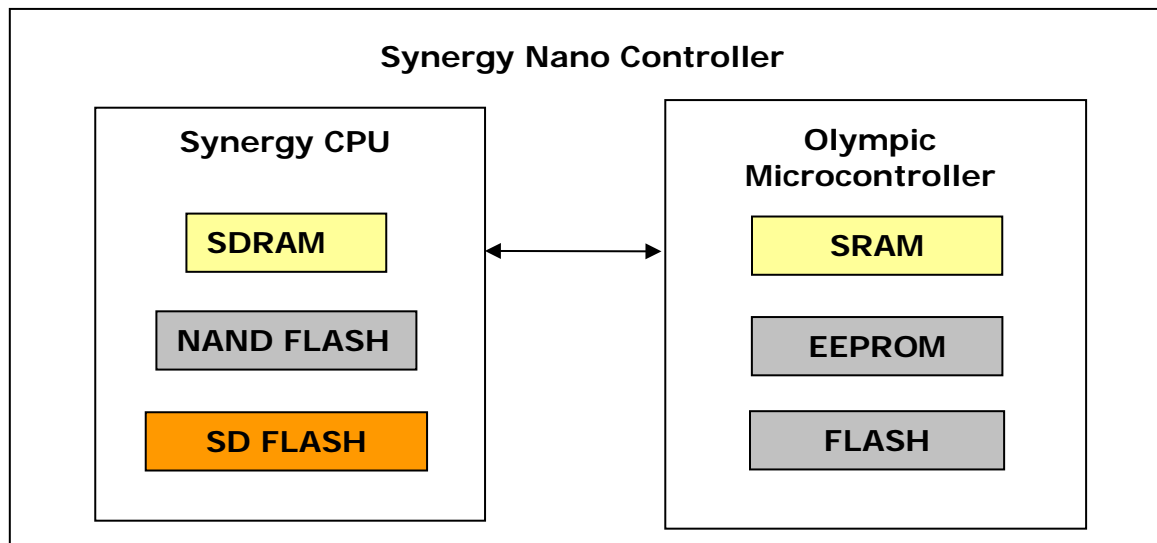 Synergy Nano Controller
Synergy CPU
SDRAM
NAND FLASH
SD FLASH
Olympic
Microcontroller
SRAM
EEPROM
FLASH